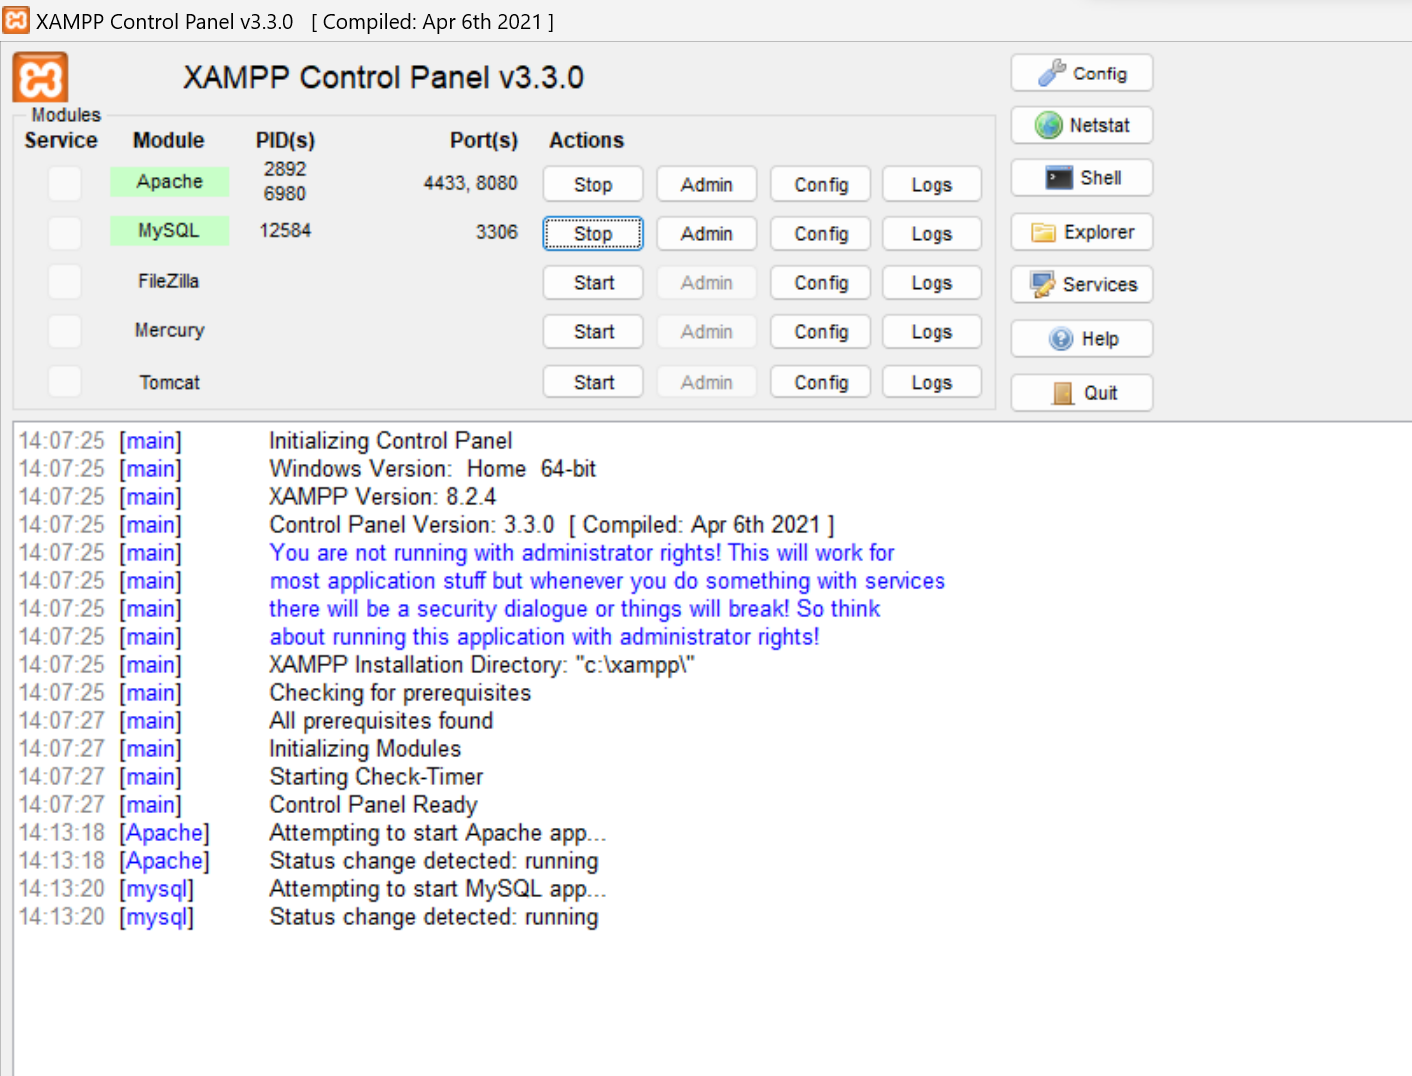 XAMPP Control Panel v3.3.0   [ Compiled: Apr 6th 2021 ]
XAMPP Control Panel v3.3.0
Config
Modules
Service Module PID(s) Port(s) Actions
Netstat
Apache 2892 6980 4433, 8080 Stop Admin Config Logs
Shell
MySQL 12584 3306 Stop Admin Config Logs
Explorer
FileZilla Start Admin Config Logs
Services
Mercury Start Admin Config Logs
Help
Tomcat Start Admin Config Logs
Quit
14:07:25 [main] Initializing Control Panel
14:07:25 [main] Windows Version:  Home  64-bit
14:07:25 [main] XAMPP Version: 8.2.4
14:07:25 [main] Control Panel Version: 3.3.0  [ Compiled: Apr 6th 2021 ]
14:07:25 [main] You are not running with administrator rights! This will work for
14:07:25 [main] most application stuff but whenever you do something with services
14:07:25 [main] there will be a security dialogue or things will break! So think
14:07:25 [main] about running this application with administrator rights!
14:07:25 [main] XAMPP Installation Directory: "c:\xampp\"
14:07:25 [main] Checking for prerequisites
14:07:27 [main] All prerequisites found
14:07:27 [main] Initializing Modules
14:07:27 [main] Starting Check-Timer
14:07:27 [main] Control Panel Ready
14:13:18 [Apache] Attempting to start Apache app...
14:13:18 [Apache] Status change detected: running
14:13:20 [mysql] Attempting to start MySQL app...
14:13:20 [mysql] Status change detected: running